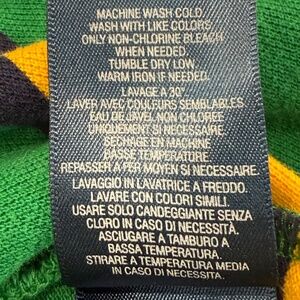 MACHINE WASH COLD.
WASH WITH LIKE COLORS.
ONLY NON-CHLORINE BLEACH
WHEN NEEDED.
TUMBLE DRY LOW.
WARM IRON IF NEEDED.
LAVAGE A 30°
LAVER AVEC COULEURS SEMBLABLES.
EAU DE JAVEL NON CHLOREE
UNIQUEMENT SI NECESSAIRE.
SECHAGE EN MACHINE
BASSE TEMPERATURE
REPASSER A FER MOYEN SI NECESSAIRE.
LAVAGGIO IN LAVATRICE A FREDDO.
LAVARE CON COLORI SIMILI.
USARE SOLO CANDEGGIANTE SENZA
CLORO IN CASO DI NECESSITÀ.
ASCIUGARE A TAMBURO A
BASSA TEMPERATURA.
STIRARE A TEMPERATURA MEDIA
IN CASO DI NECESSITA.